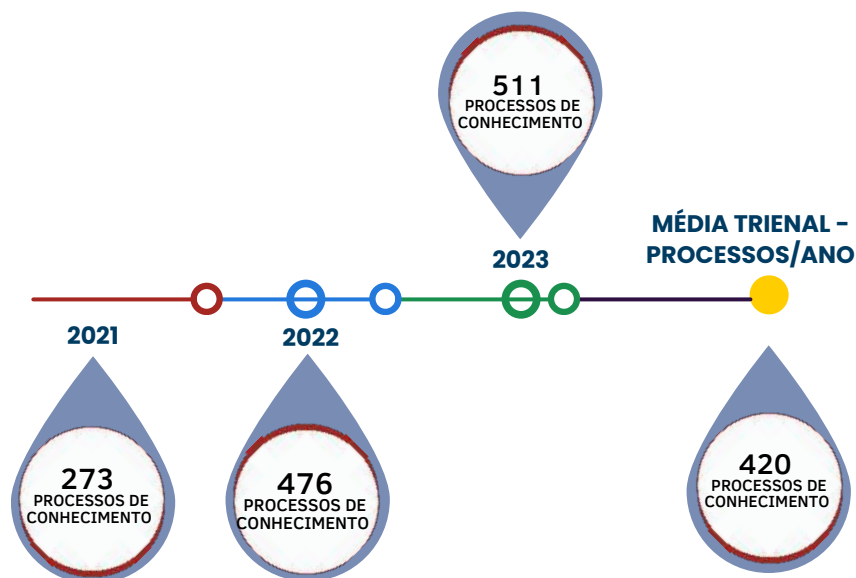 511
PROCESSOS DE
CONHECIMENTO
MÉDIA TRIENAL -
PROCESSOS/ANO
2023
2021
2022
273
PROCESSOS DE
CONHECIMENTO
476
PROCESSOS DE
CONHECIMENTO
420
PROCESSOS DE
CONHECIMENTO